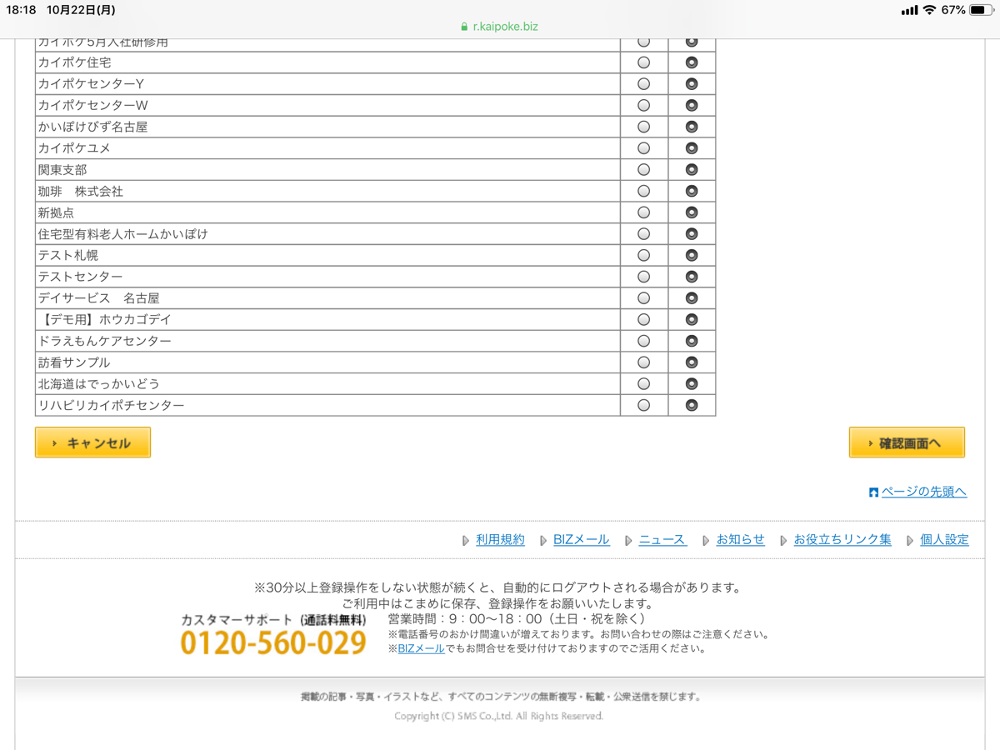 18:18 10月22日(月)
67%
r.kaipoke.biz
カイポケ5月入社研修用
カイポケ住宅
カイポケセンターY
カイポケセンターW
かいぽけびず名古屋
カイポケユメ
関東支部
珈琲　株式会社
新拠点
住宅型有料老人ホームかいぽけ
テスト札幌
テストセンター
デイサービス　名古屋
【デモ用】ホウカゴデイ
ドラえもんケアセンター
訪看サンプル
北海道はでっかいどう
リハビリカイポチセンター
キャンセル
確認画面へ
ページの先頭へ
利用規約 BIZメール ニュース お知らせ お役立ちリンク集 個人設定
※30分以上登録操作をしない状態が続くと、自動的にログアウトされる場合があります。
ご利用中はこまめに保存、登録操作をお願いいたします。
カスタマーサポート (通話料無料)
0120-560-029
営業時間：9：00〜18：00（土日・祝を除く）
※電話番号のおかけ間違いが増えております。お問い合わせの際はご注意ください。
※BIZメールでもお問合せを受け付けておりますのでご活用ください。
掲載の記事・写真・イラストなど、すべてのコンテンツの無断複写・転載・公衆送信を禁じます。
Copyright (C) SMS Co.,Ltd. All Rights Reserved.